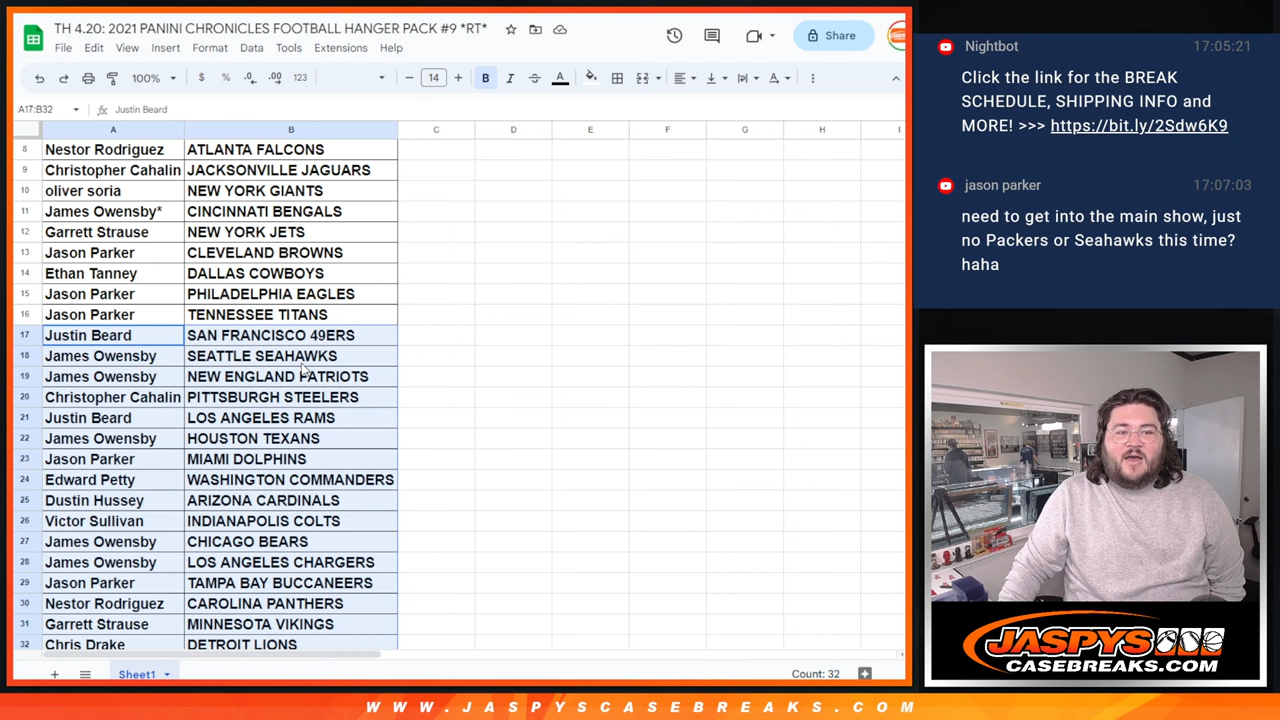 TH 4.20: 2021 PANINI CHRONICLES FOOTBALL HANGER PACK #9 *RT*
File Edit View Insert Format Data Tools Extensions Help
Share
100% $ % .0 .00 123 14 B I S A
A17:B32 fx Justin Beard
A B C D E F G H I
8 Nestor Rodriguez ATLANTA FALCONS
9 Christopher Cahalin JACKSONVILLE JAGUARS
10 oliver soria NEW YORK GIANTS
11 James Owensby* CINCINNATI BENGALS
12 Garrett Strause NEW YORK JETS
13 Jason Parker CLEVELAND BROWNS
14 Ethan Tanney DALLAS COWBOYS
15 Jason Parker PHILADELPHIA EAGLES
16 Jason Parker TENNESSEE TITANS
17 Justin Beard SAN FRANCISCO 49ERS
18 James Owensby SEATTLE SEAHAWKS
19 James Owensby NEW ENGLAND PATRIOTS
20 Christopher Cahalin PITTSBURGH STEELERS
21 Justin Beard LOS ANGELES RAMS
22 James Owensby HOUSTON TEXANS
23 Jason Parker MIAMI DOLPHINS
24 Edward Petty WASHINGTON COMMANDERS
25 Dustin Hussey ARIZONA CARDINALS
26 Victor Sullivan INDIANAPOLIS COLTS
27 James Owensby CHICAGO BEARS
28 James Owensby LOS ANGELES CHARGERS
29 Jason Parker TAMPA BAY BUCCANEERS
30 Nestor Rodriguez CAROLINA PANTHERS
31 Garrett Strause MINNESOTA VIKINGS
32 Chris Drake DETROIT LIONS
Sheet1 Count: 32
Nightbot 17:05:21
Click the link for the BREAK
SCHEDULE, SHIPPING INFO and
MORE! >>> https://bit.ly/2Sdw6K9
jason parker 17:07:03
need to get into the main show, just
no Packers or Seahawks this time?
haha
JASPYS
CASEBREAKS.COM
WWW.JASPYSCASEBREAKS.COM